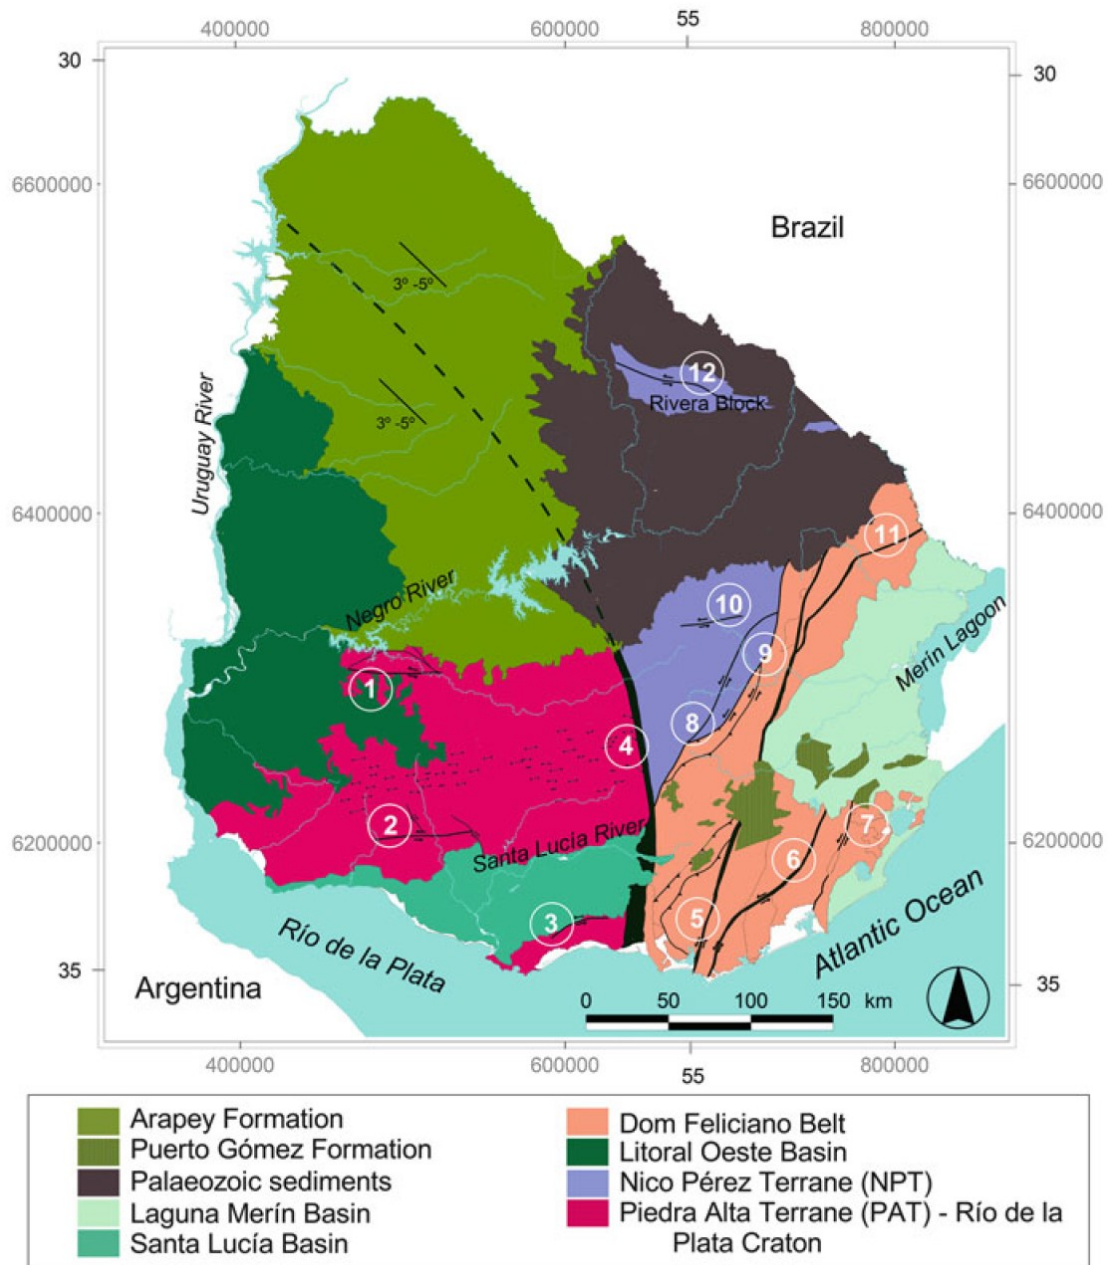 400000 600000 55 800000
30 30
6600000 6600000
Brazil
3º -5º
12
Rivera Block
3º -5º
Uruguay River
6400000 6400000
11
Negro River
10
Merín Lagoon
9
1
8
4
2
7
Santa Lucía River
6200000 6200000
6
5
3
Atlantic Ocean
Río de la Plata
35 35
Argentina
0 50 100 150 km
400000 600000 55 800000
Arapey Formation
Puerto Gómez Formation
Palaeozoic sediments
Laguna Merín Basin
Santa Lucía Basin
Dom Feliciano Belt
Litoral Oeste Basin
Nico Pérez Terrane (NPT)
Piedra Alta Terrane (PAT) - Río de la
Plata Craton